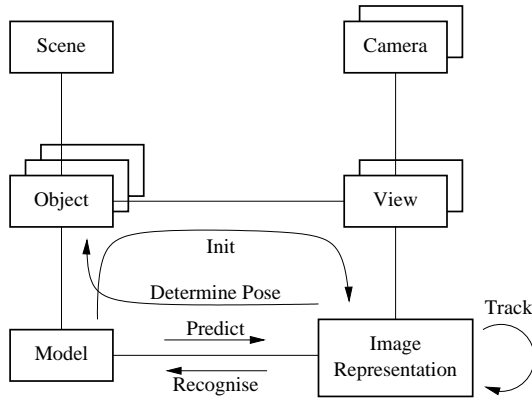 Scene
Camera
Object
View
Init
Determine Pose
Track
Predict
Model
Image
Representation
Recognise